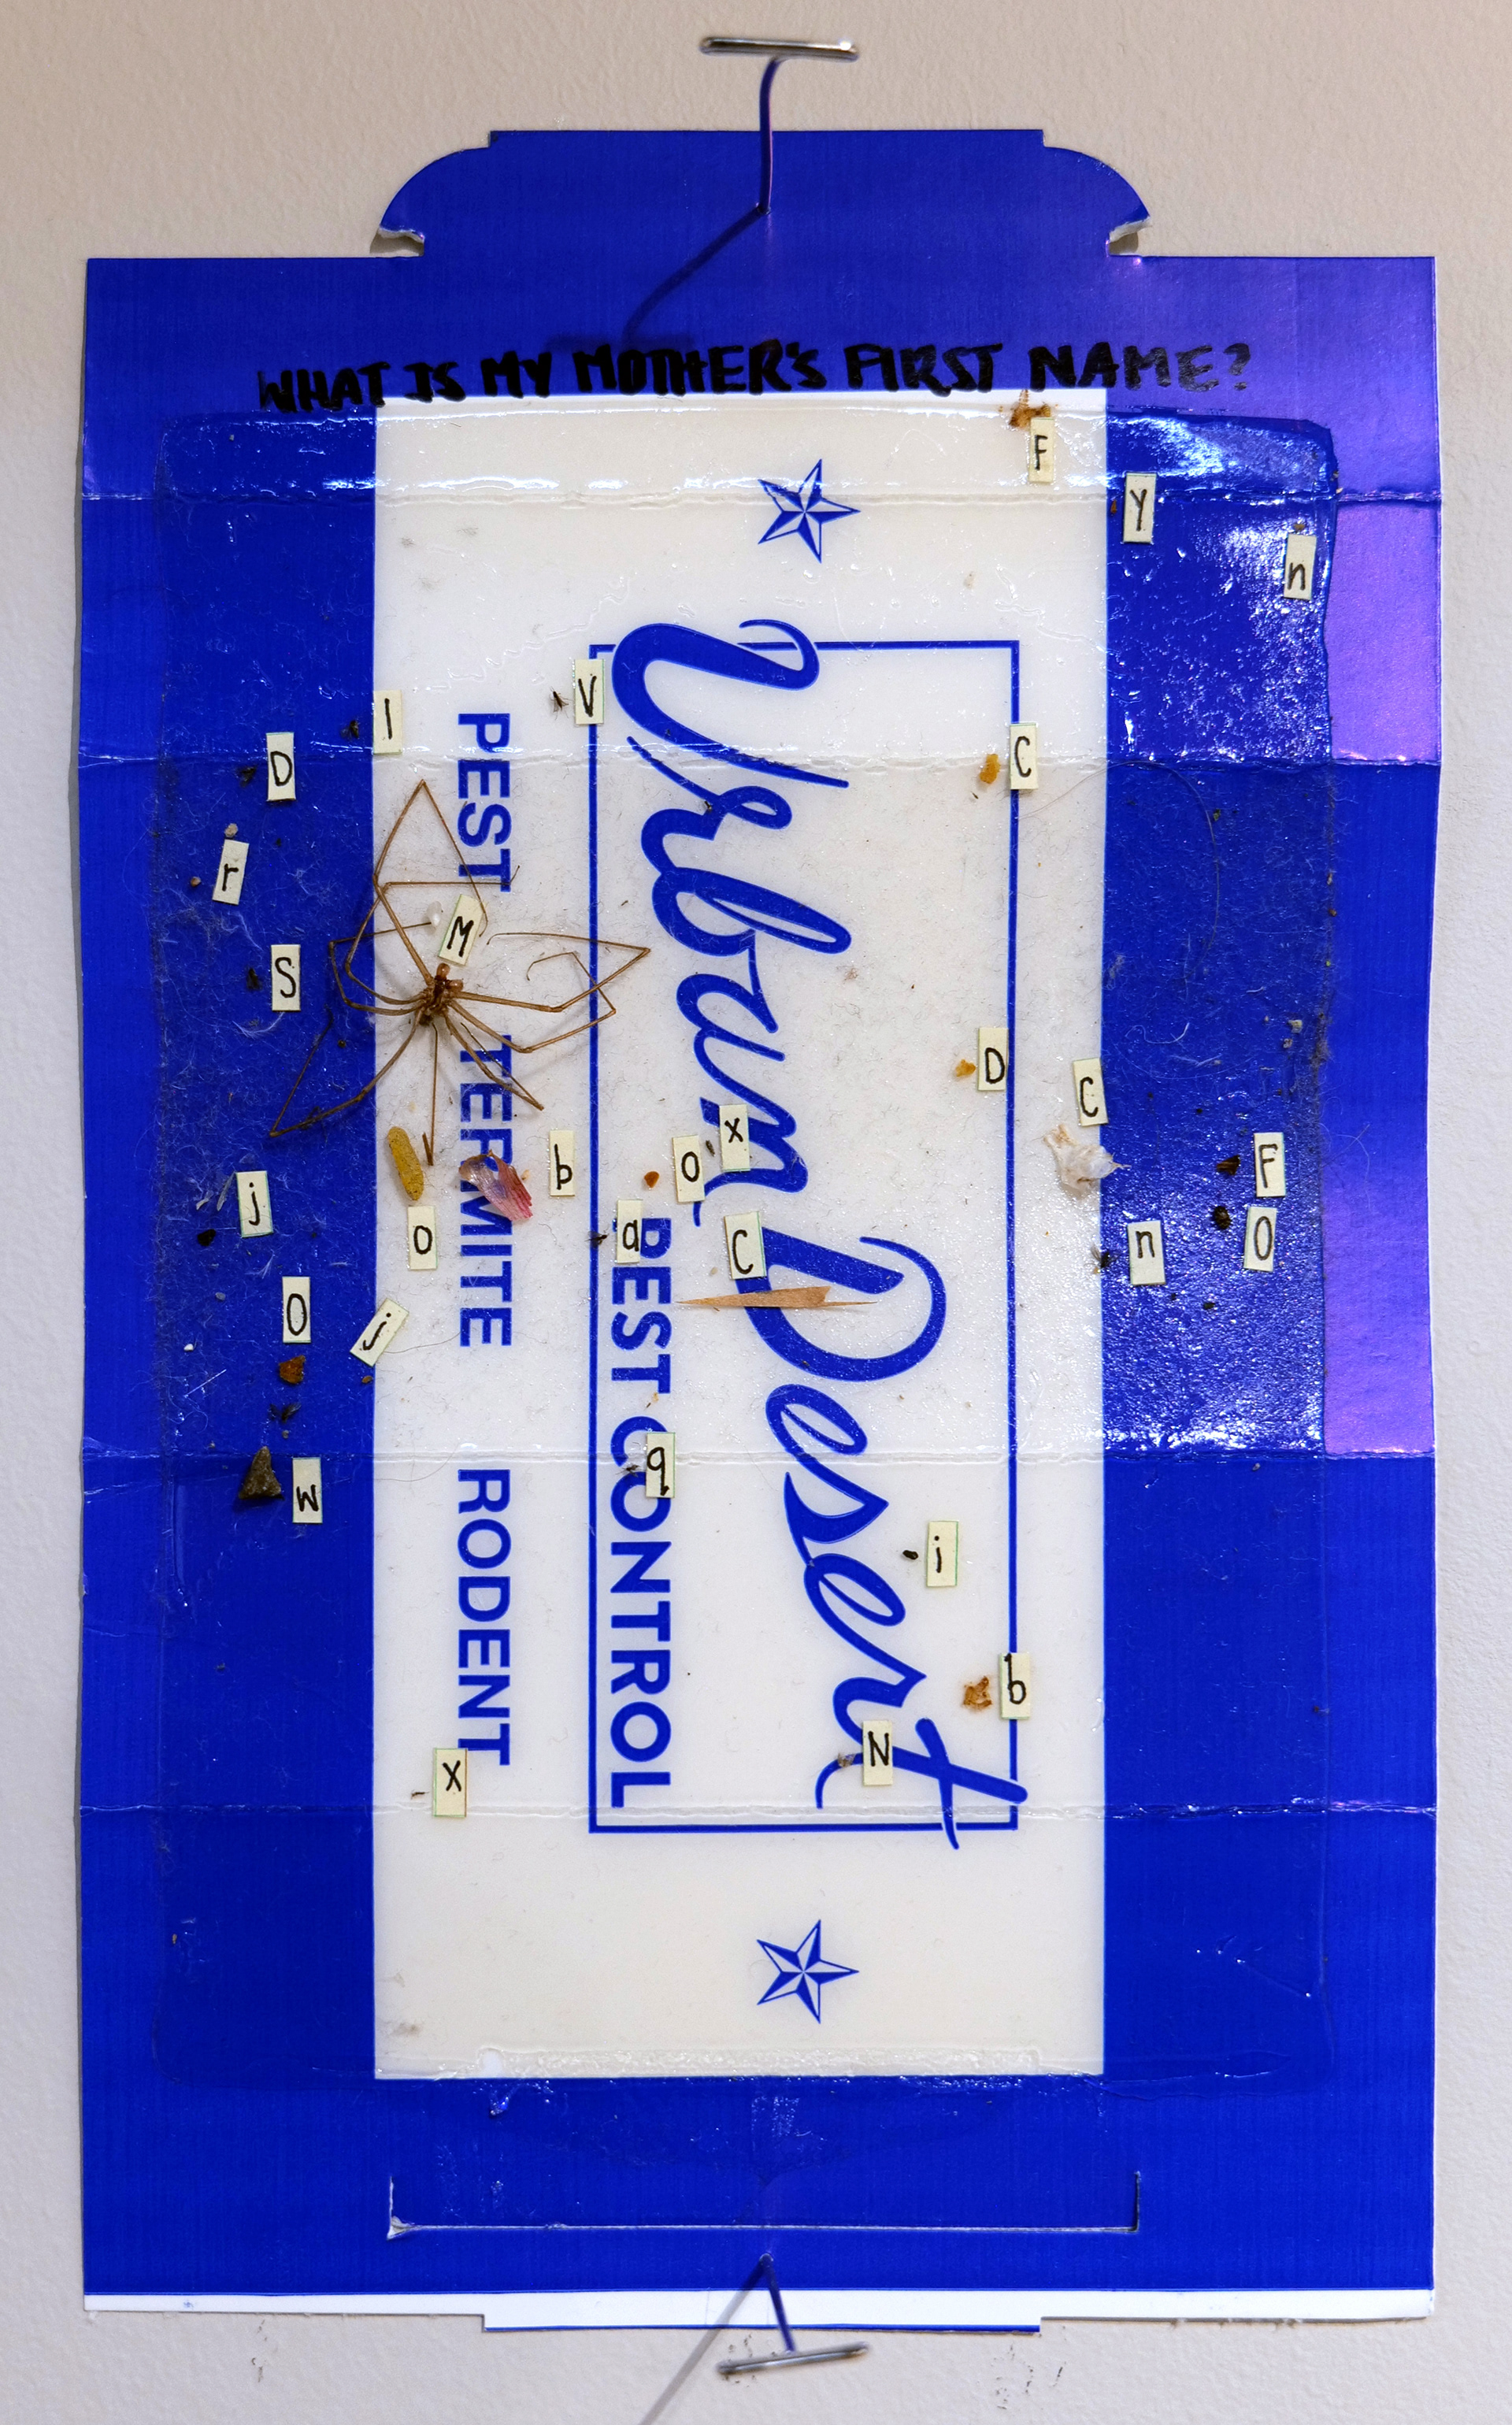 WHAT IS MY MOTHER'S FIRST NAME?
F
y
n
V
l
D
C
r
M
S
D
C
x
b
o
F
j
a
o
C
n
O
O
j
q
w
i
b
N
X
Urban Desert
PEST CONTROL
PEST TERMITE RODENT